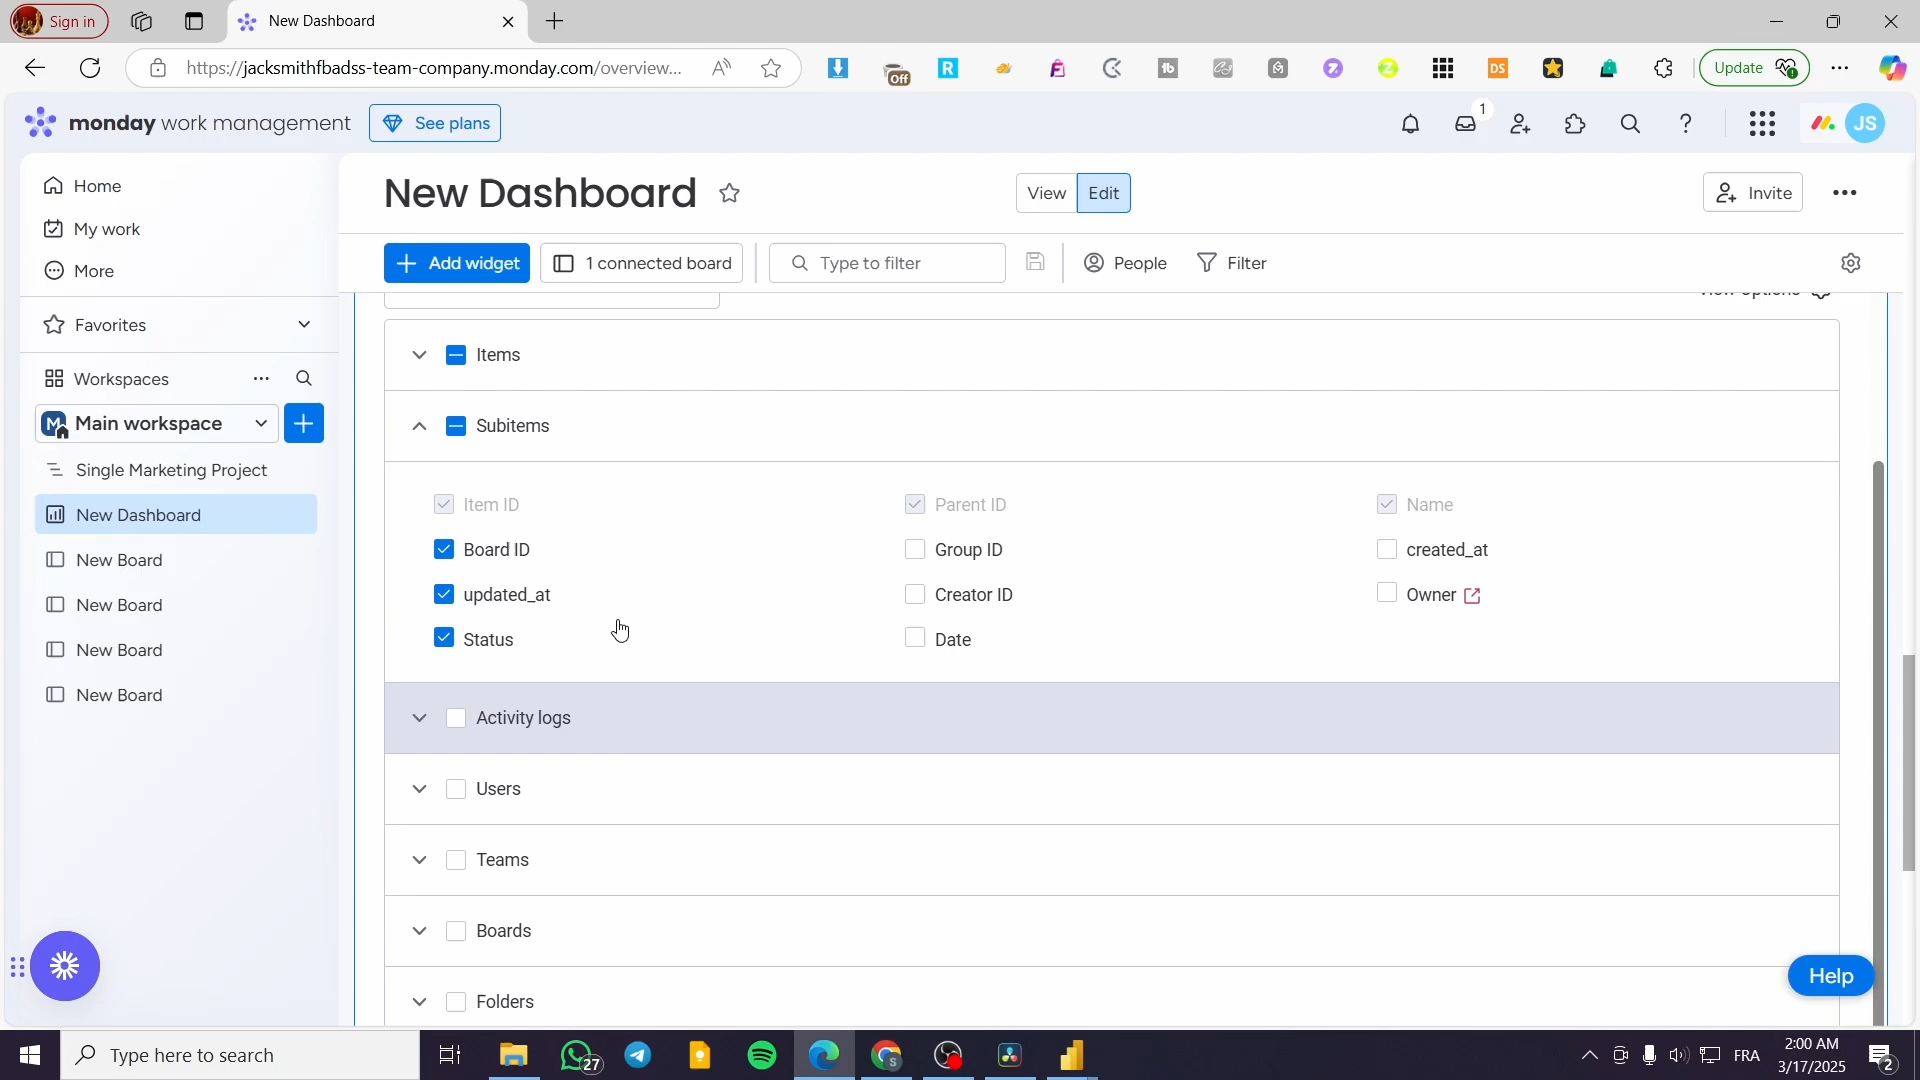 Sign in
New Dashboard
https://jacksmithfbadss-team-company.monday.com/overview...
Off
Update
monday work management
See plans
1
JS
Home
My work
More
Favorites
Workspaces
M
Main workspace
Single Marketing Project
New Dashboard
New Board
New Board
New Board
New Board
New Dashboard
View
Edit
Invite
Add widget
1 connected board
Type to filter
People
Filter
Items
Subitems
Item ID
Parent ID
Name
Board ID
Group ID
created_at
updated_at
Creator ID
Owner
Status
Date
Activity logs
Users
Teams
Boards
Folders
Help
Type here to search
27
FRA
2:00 AM
3/17/2025
2